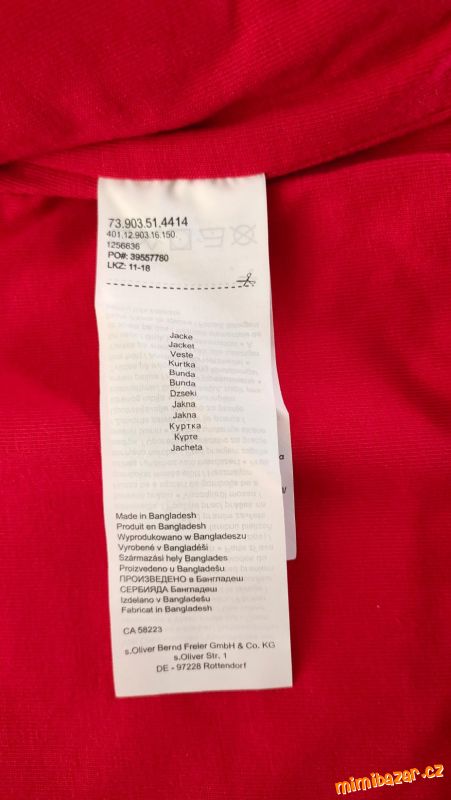 73.903.51.4414
401.12.903.16.150.
1256636
PO#: 39557780
LKZ: 11-18
Jacke
Jacket
Veste
Kurtka
Bunda
Bunda
Dzseki
Jakna
Jakna
Куртка
Курте
Jacheta
Made in Bangladesh
Produit en Bangladesh
Wyprodukowano w Bangladeszu
Vyrobené v Bangladéši
Származási hely Banglades
Proizvedeno u Bangladešu
ПРОИЗВЕДЕНО в Бангладеш
СЕРБИЯДА Бангладеш
Izdelano v Bangladešu
Fabricat in Bangladesh
CA 58223
s.Oliver Bernd Freier GmbH & Co. KG
s.Oliver Str. 1
DE - 97228 Rottendorf
mimibazar.cz